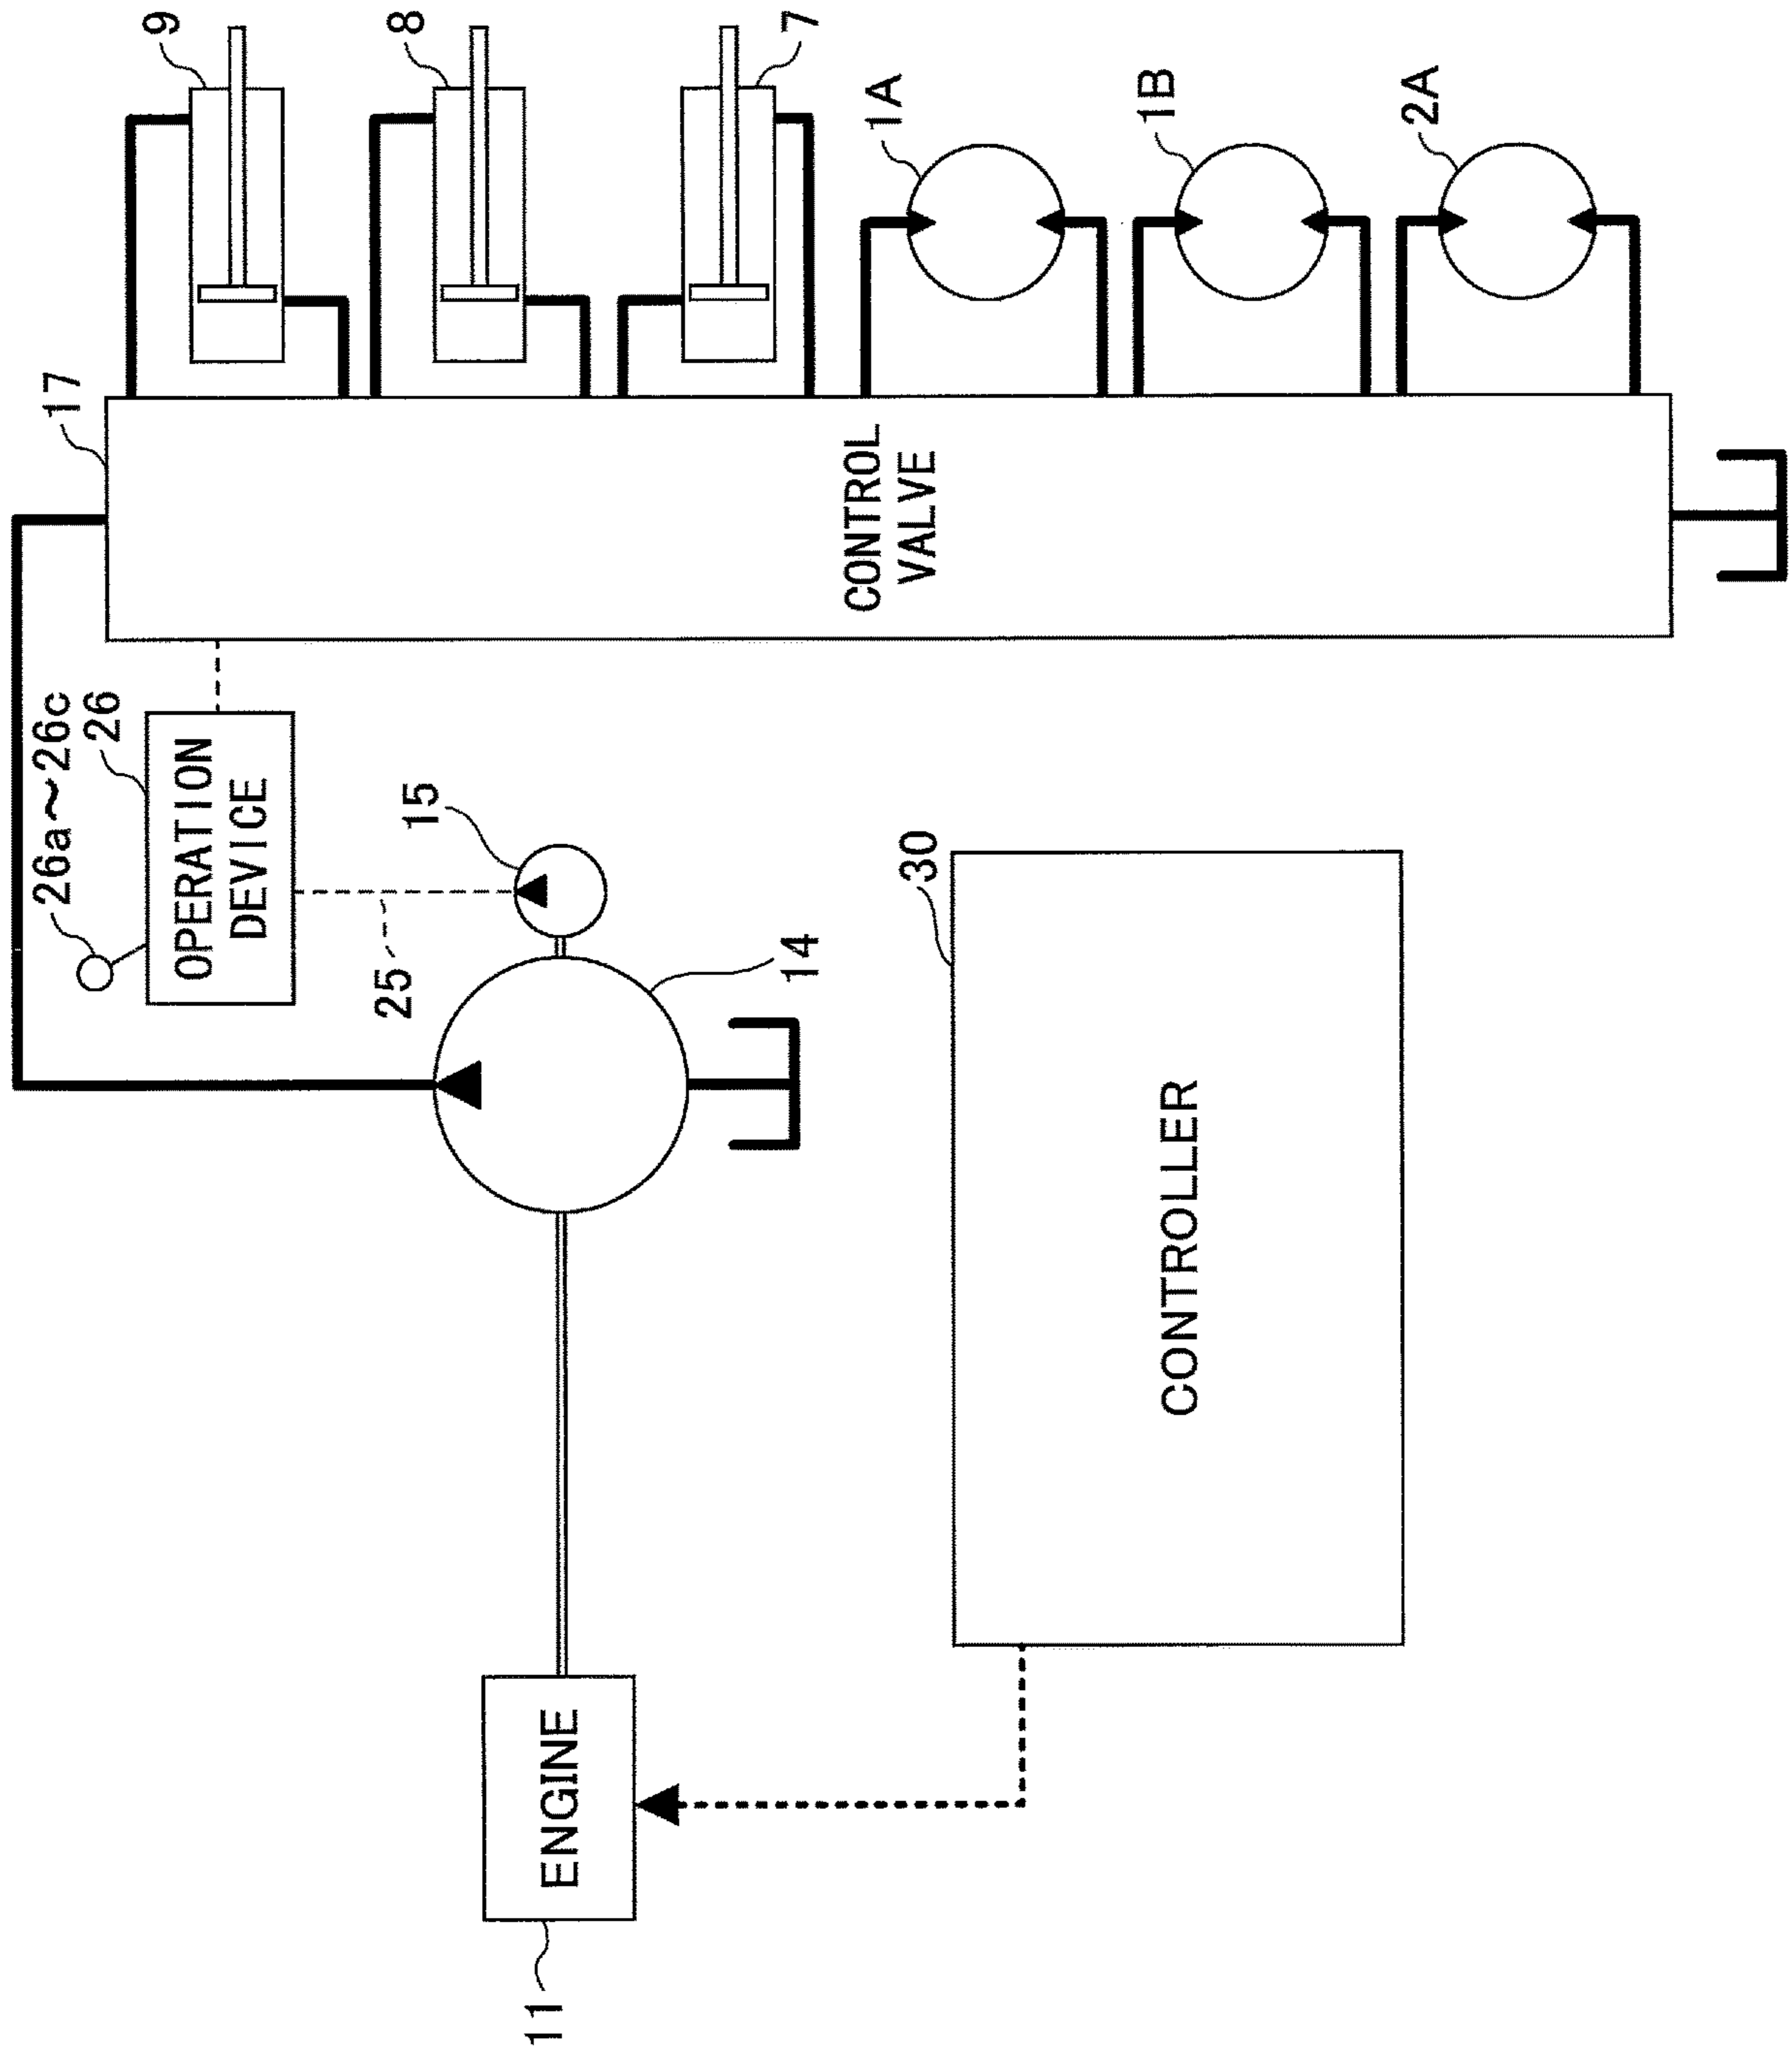 26a～26c
17
26
9
OPERATION
DEVICE
25
15
8
11
ENGINE
14
7
CONTROL
VALVE
1A
30
CONTROLLER
1B
2A